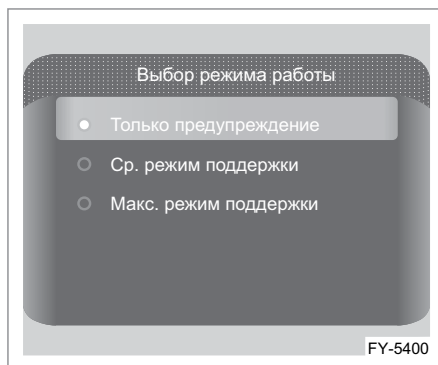 Выбор режима работы
Только предупреждение
Ср. режим поддержки
Макс. режим поддержки
FY-5400